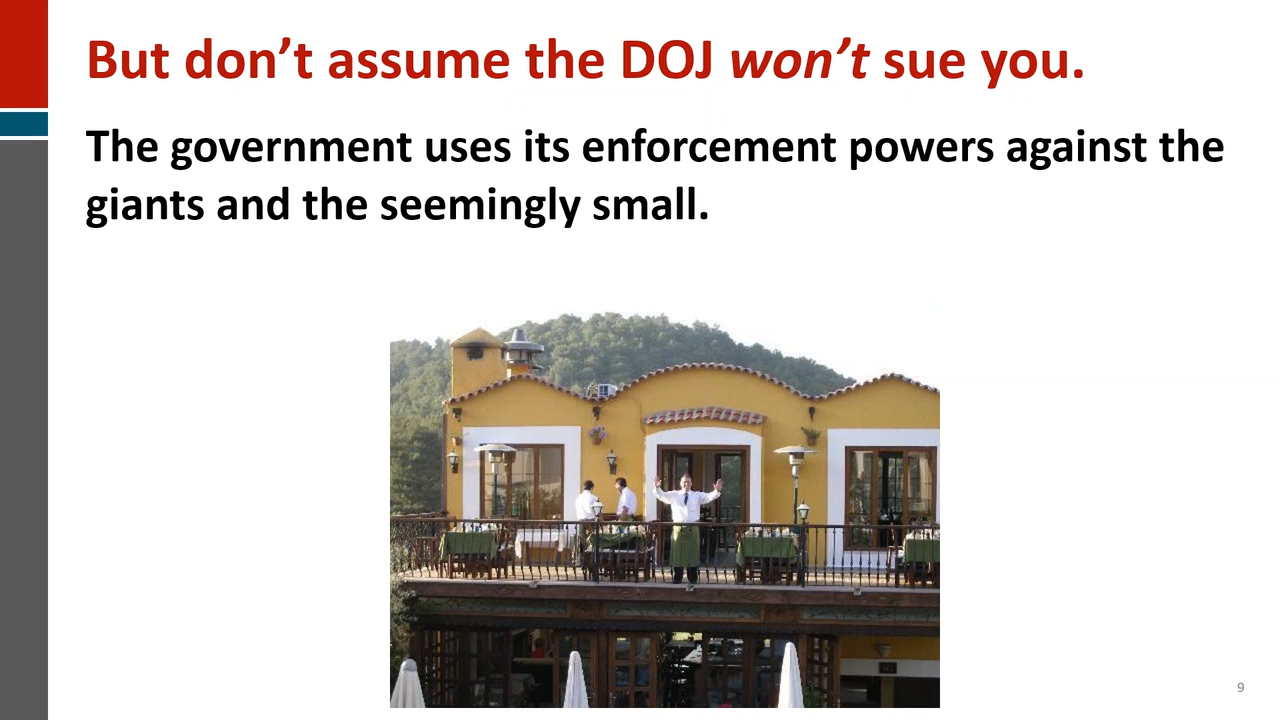 But don’t assume the DOJ won’t sue you.
The government uses its enforcement powers against the
giants and the seemingly small.
9